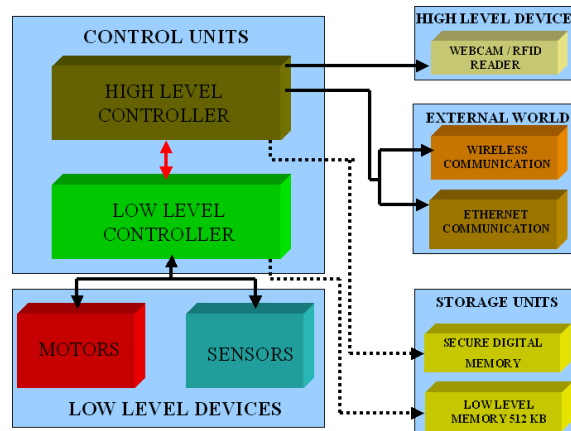 CONTROL UNITS
HIGH LEVEL
CONTROLLER
LOW LEVEL
CONTROLLER
MOTORS
SENSORS
LOW LEVEL DEVICES
HIGH LEVEL DEVICE
WEBCAM / RFID
READER
EXTERNAL WORLD
WIRELESS
COMMUNICATION
ETHERNET
COMMUNICATION
STORAGE UNITS
SECURE DIGITAL
MEMORY
LOW LEVEL
MEMORY 512 KB